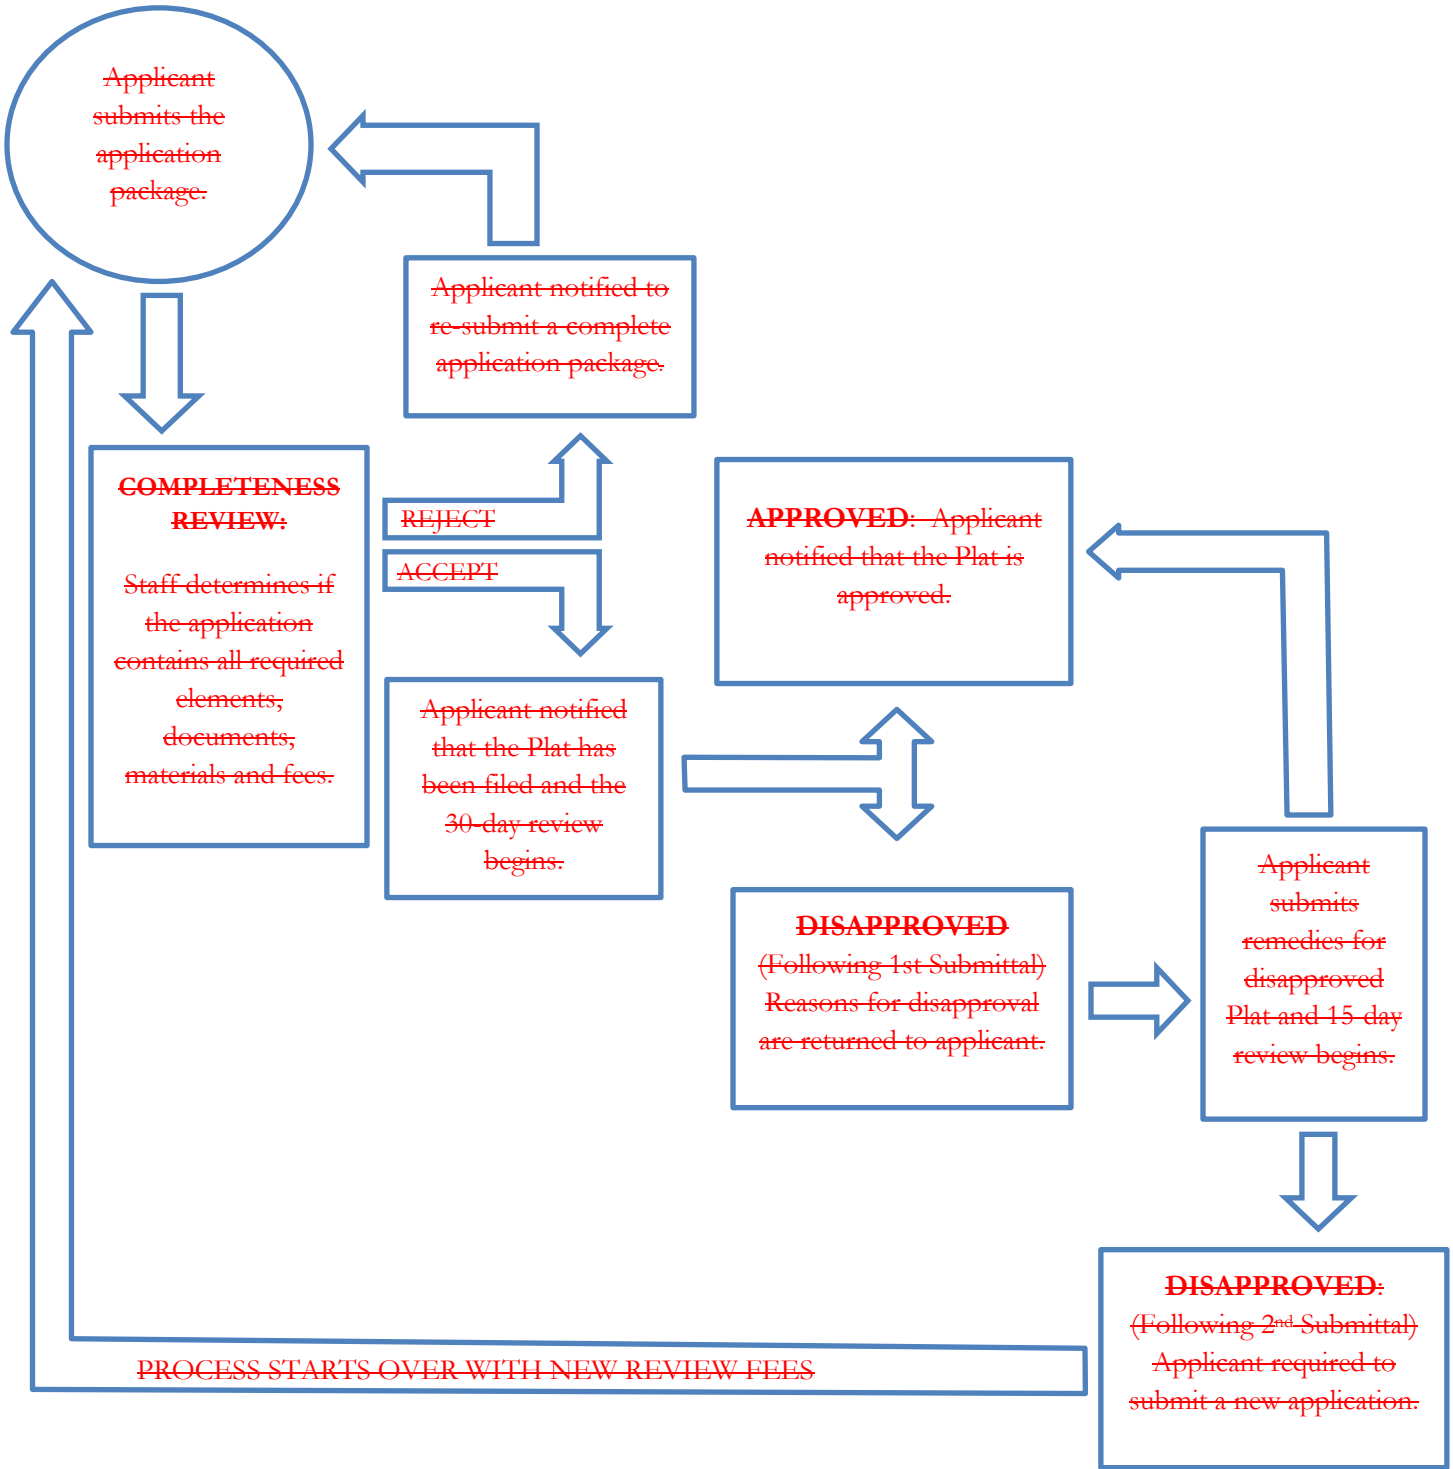 Applicant
submits the
application
package.
Applicant notified to
re-submit a complete
application package.
COMPLETENESS
REVIEW:
Staff determines if
the application
contains all required
elements,
documents,
materials and fees.
REJECT
ACCEPT
APPROVED: Applicant
notified that the Plat is
approved.
Applicant notified
that the Plat has
been filed and the
30-day review
begins.
DISAPPROVED
(Following 1st Submittal)
Reasons for disapproval
are returned to applicant.
Applicant
submits
remedies for
disapproved
Plat and 15-day
review begins.
DISAPPROVED:
(Following 2nd Submittal)
Applicant required to
submit a new application.
PROCESS STARTS OVER WITH NEW REVIEW FEES